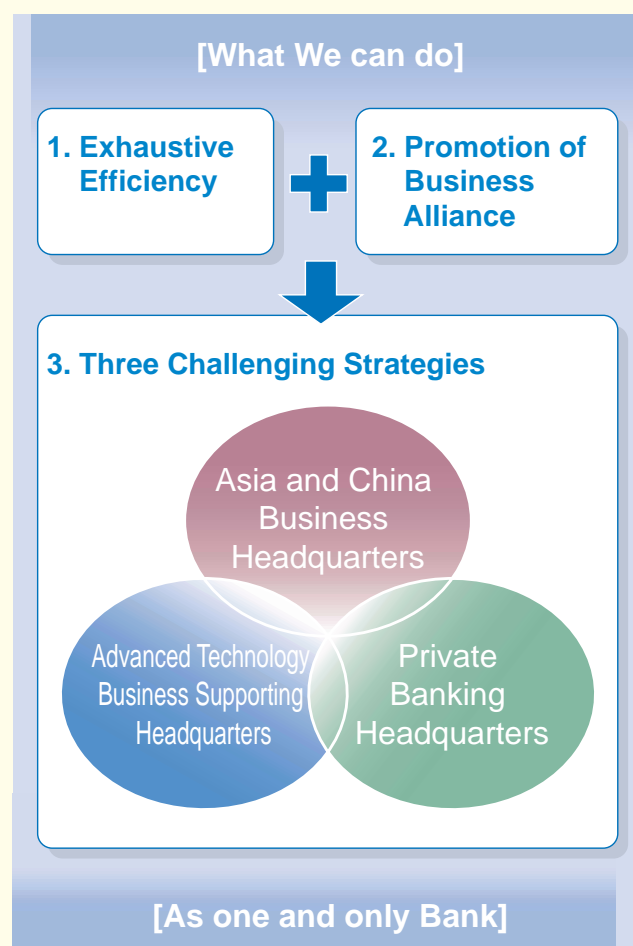 [What We can do]
1. Exhaustive
Efficiency
2. Promotion of
Business
Alliance
3. Three Challenging Strategies
Asia and China
Business
Headquarters
Advanced Technology
Business Supporting
Headquarters
Private
Banking
Headquarters
[As one and only Bank]